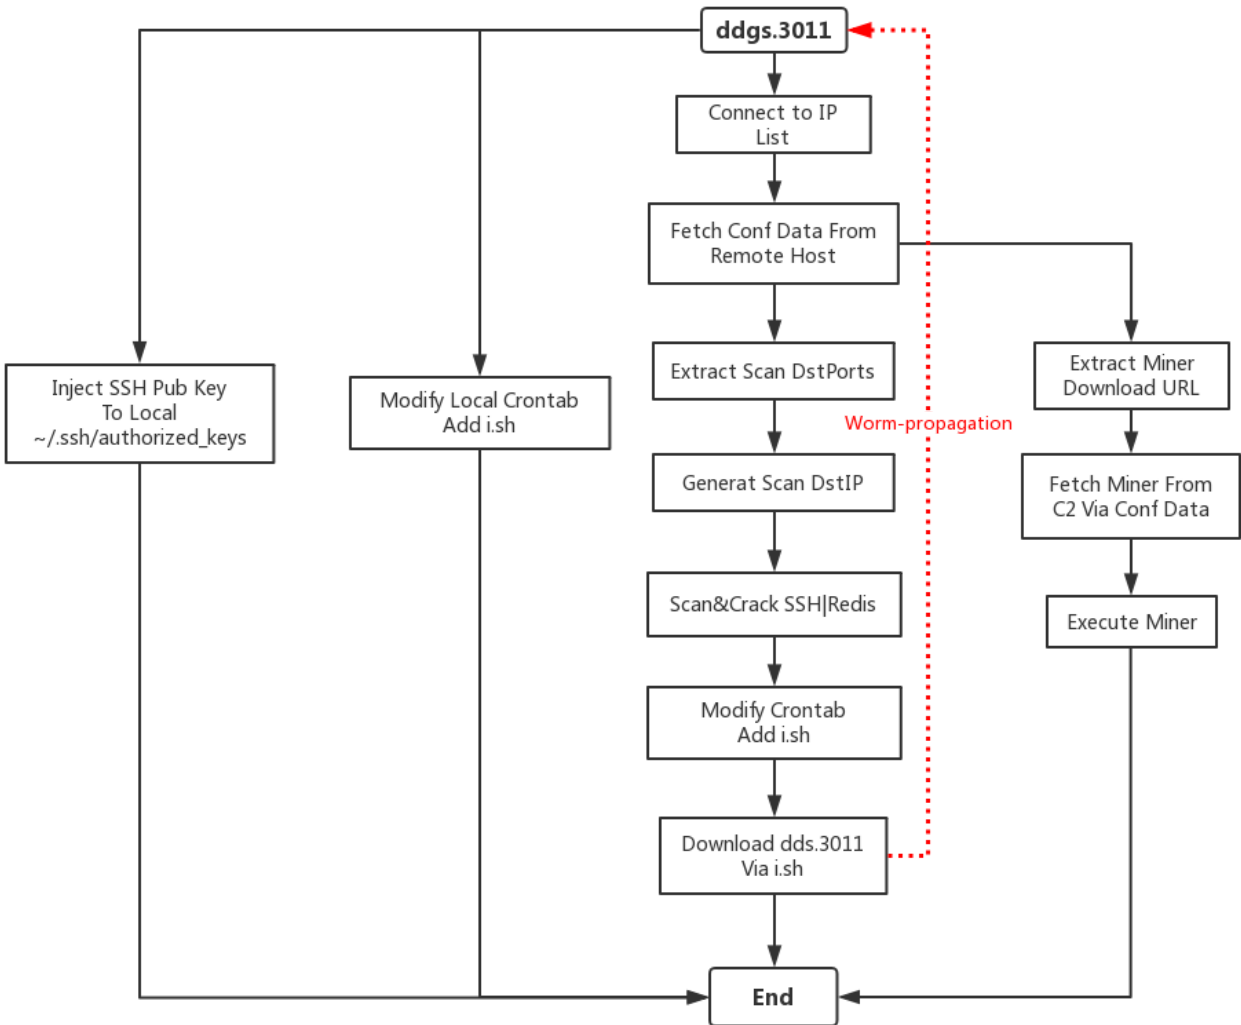 ddgs.3011
Connect to IP
List
Fetch Conf Data From
Remote Host
Inject SSH Pub Key
To Local
~/.ssh/authorized_keys
Modify Local Crontab
Add i.sh
Extract Scan DstPorts
Extract Miner
Download URL
Worm-propagation
Generat Scan DstIP
Fetch Miner From
C2 Via Conf Data
Scan&Crack SSH|Redis
Execute Miner
Modify Crontab
Add i.sh
Download dds.3011
Via i.sh
End